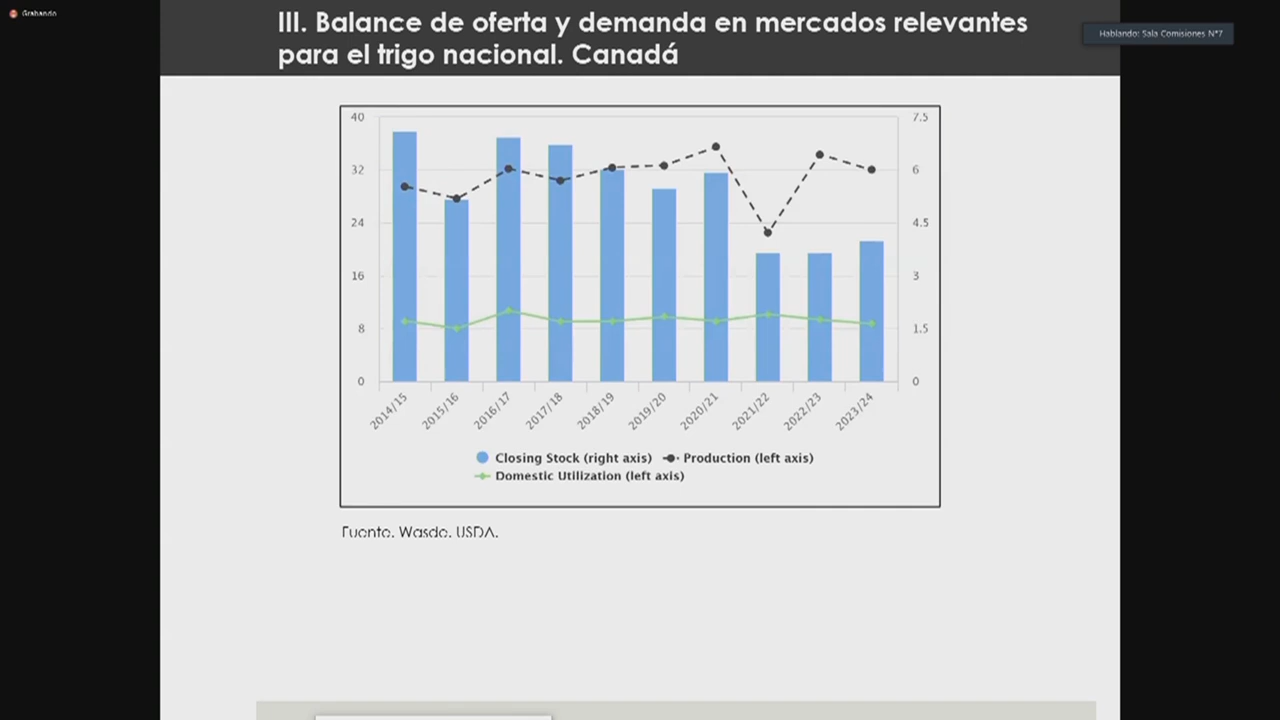 Grabando
III. Balance de oferta y demanda en mercados relevantes
para el trigo nacional. Canadá
Hablando: Sala Comisiones N°7
40
32
24
16
8
0
7.5
6
4.5
3
1.5
0
2014/15
2015/16
2016/17
2017/18
2018/19
2019/20
2020/21
2021/22
2022/23
2023/24
Closing Stock (right axis)
Production (left axis)
Domestic Utilization (left axis)
Fuente. Wasde. USDA.